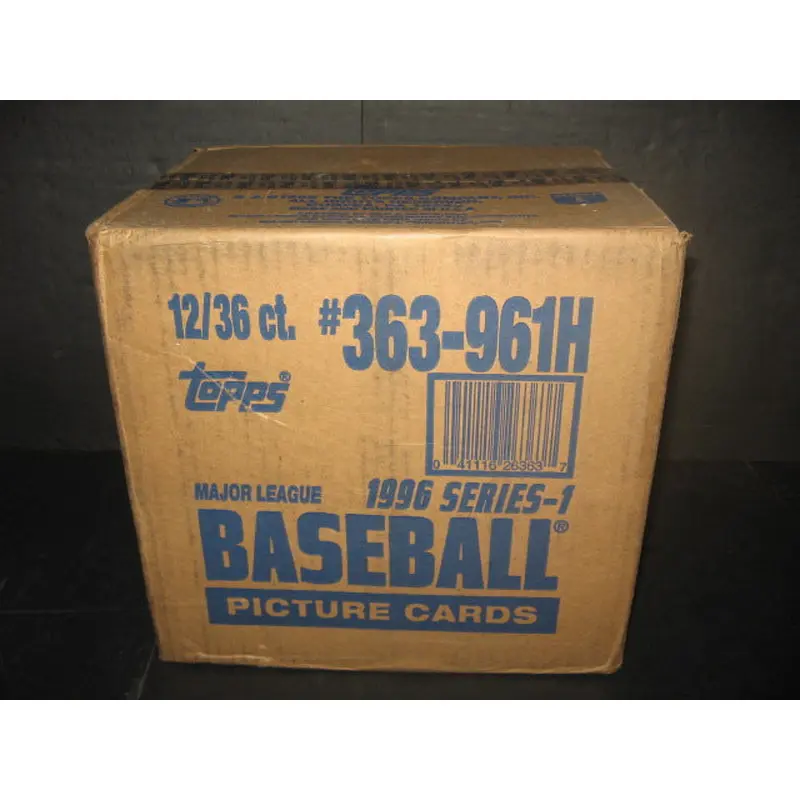 12/36 ct. #363-961H
topps®
0 41116 26363 7
MAJOR LEAGUE 1996 SERIES-1
BASEBALL®
PICTURE CARDS